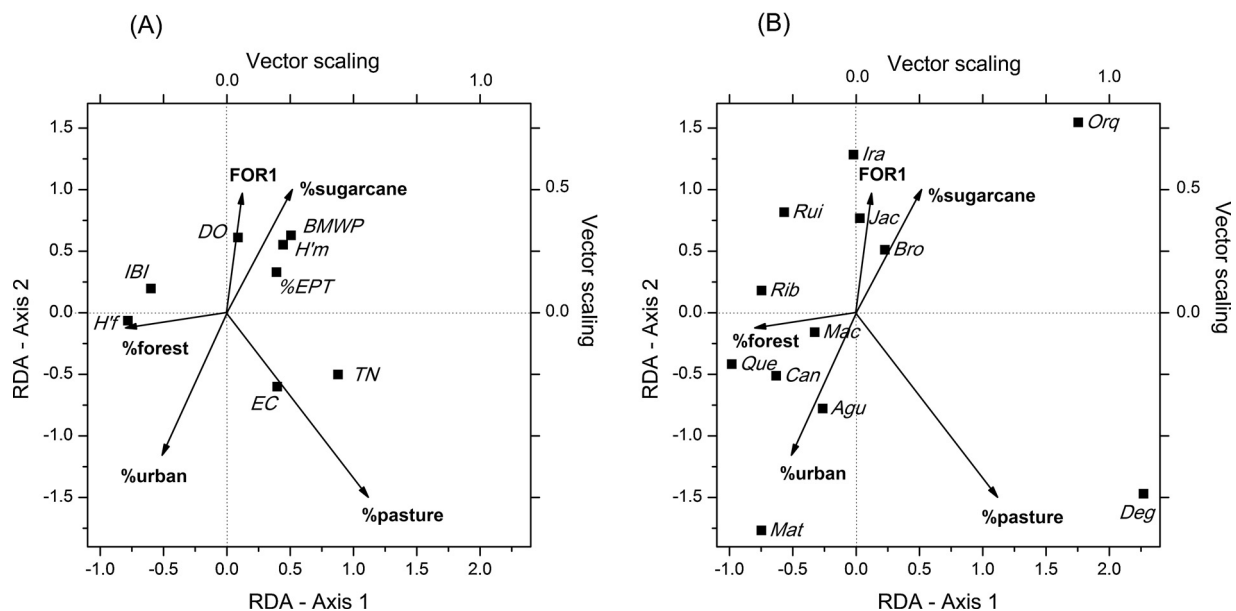 (A)
Vector scaling
0.0 1.0
1.5
1.0
0.5
0.0
-0.5
-1.0
-1.5
RDA - Axis 2
FOR1
%sugarcane
DO
BMWP
H'm
%EPT
IBI
H'f
%forest
TN
EC
%urban
%pasture
0.5
0.0
Vector scaling
-1.0 -0.5 0.0 0.5 1.0 1.5 2.0
RDA - Axis 1
(B)
Vector scaling
0.0 1.0
1.5
1.0
0.5
0.0
-0.5
-1.0
-1.5
RDA - Axis 2
Orq
Ira
FOR1
%sugarcane
Rui
Jac
Bro
Rib
Mac
%forest
Que
Can
Agu
%urban
%pasture
Deg
Mat
0.5
0.0
Vector scaling
-1.0 -0.5 0.0 0.5 1.0 1.5 2.0
RDA - Axis 1